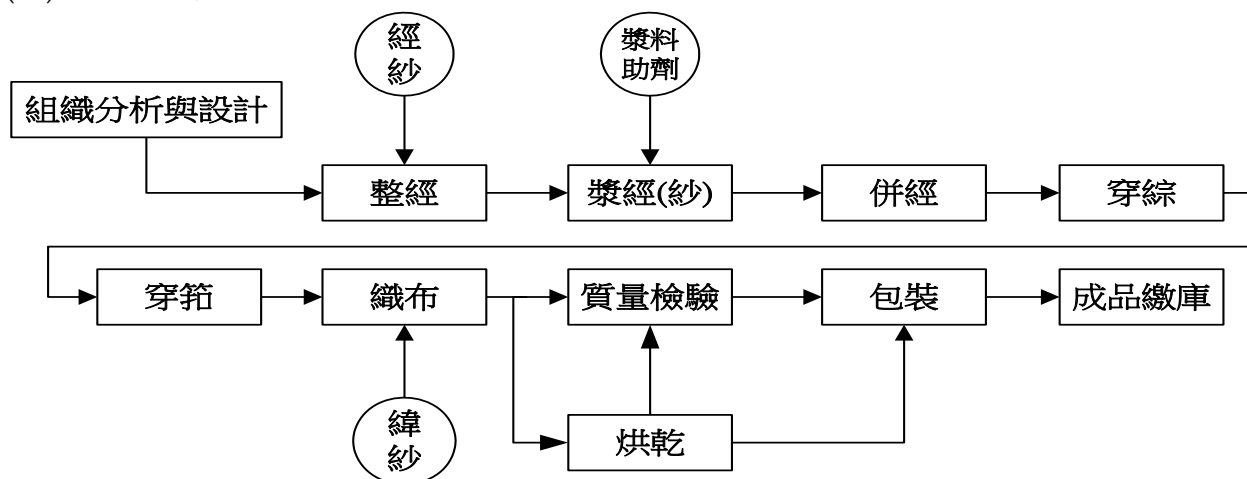 經
紗
漿料
助劑
組織分析與設計
整經
漿經(紗)
併經
穿綜
穿筘
織布
質量檢驗
包裝
成品繳庫
緯
紗
烘乾